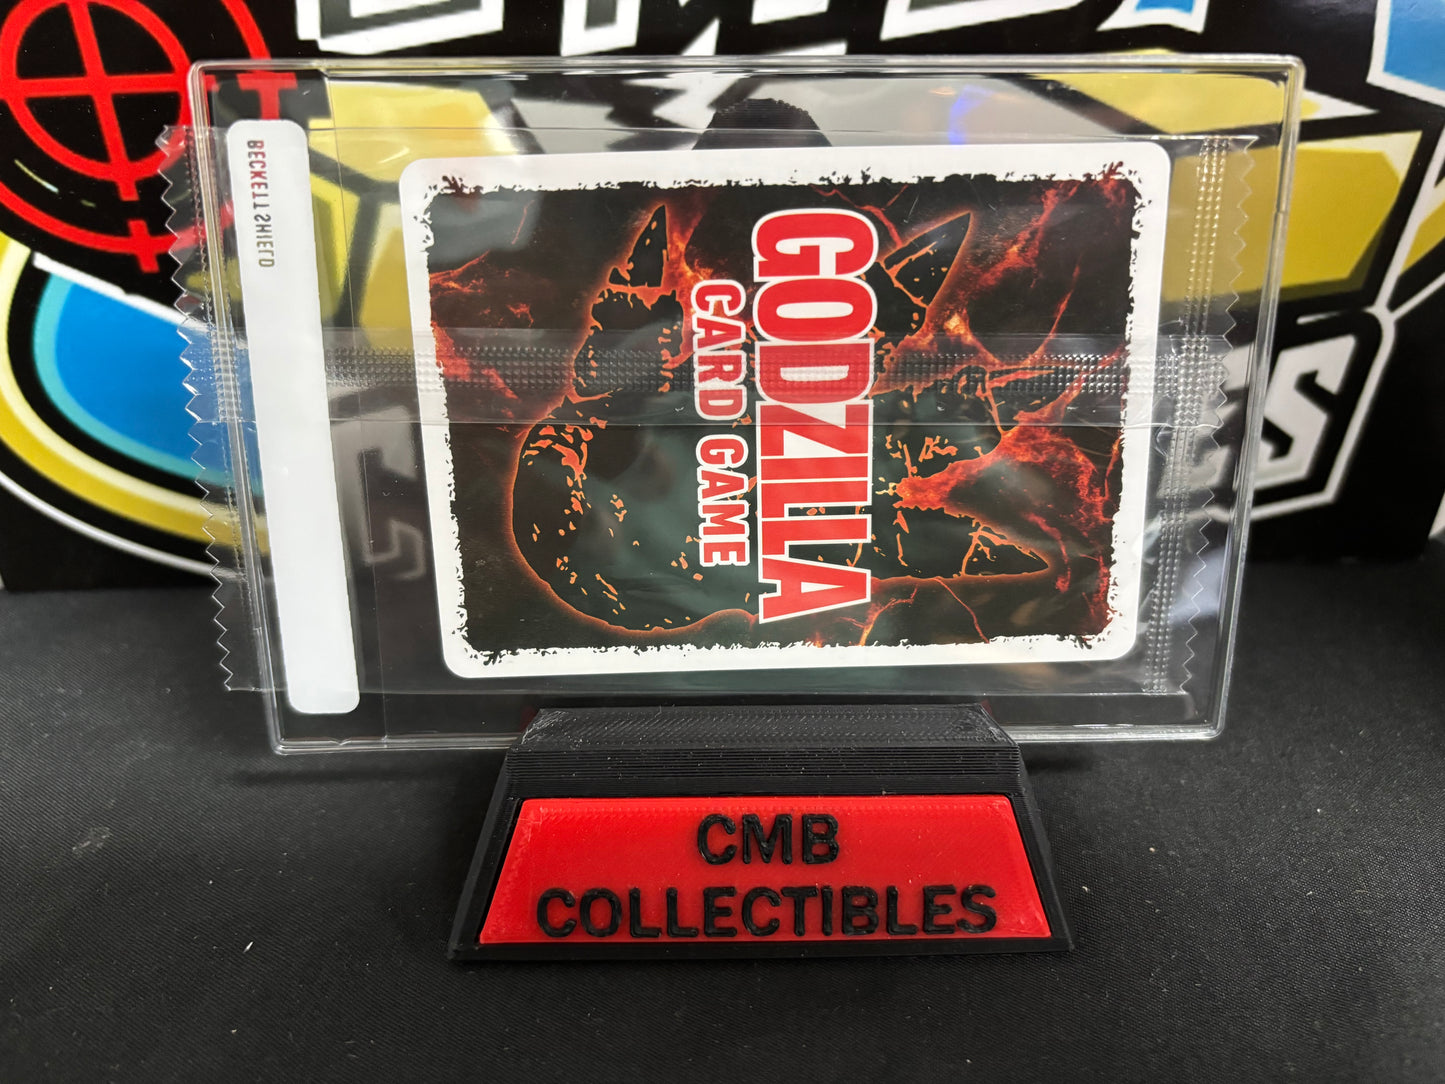 BECKETT SHIELD
GODZILLA
CARD GAME
CMB
COLLECTIBLES